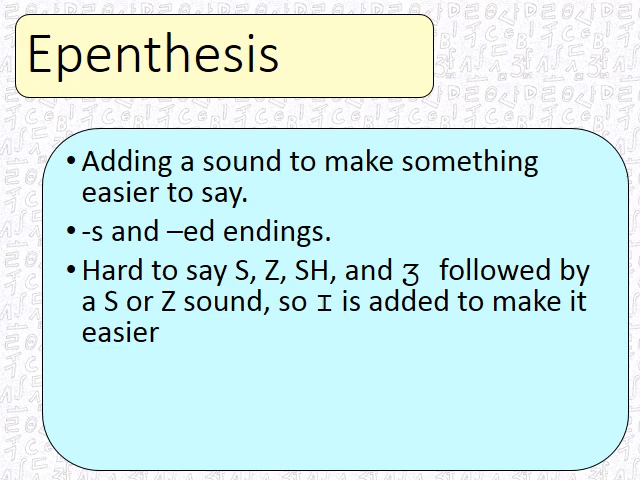 Epenthesis
• Adding a sound to make something
easier to say.
• -s and –ed endings.
• Hard to say S, Z, SH, and ʒ followed by
a S or Z sound, so ɪ is added to make it
easier